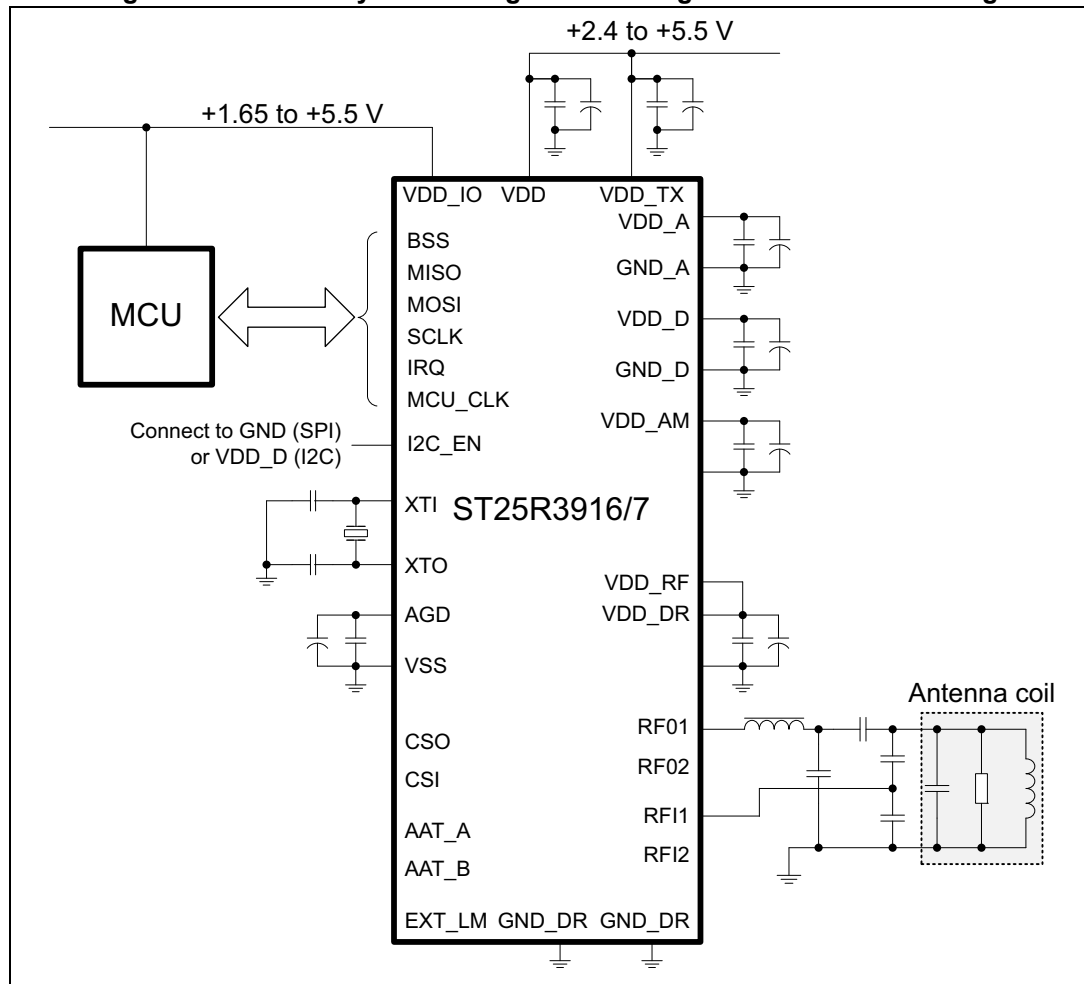 +2.4 to +5.5 V
+1.65 to +5.5 V
VDD_IO VDD VDD_TX
VDD_A
BSS
MISO
GND_A
MOSI
MCU
VDD_D
SCLK
IRQ
GND_D
MCU_CLK
VDD_AM
Connect to GND (SPI)
or VDD_D (I2C)
I2C_EN
XTI
ST25R3916/7
XTO
VDD_RF
AGD
VDD_DR
VSS
Antenna coil
RF01
CSO
RF02
CSI
RFI1
AAT_A
RFI2
AAT_B
EXT_LM GND_DR GND_DR